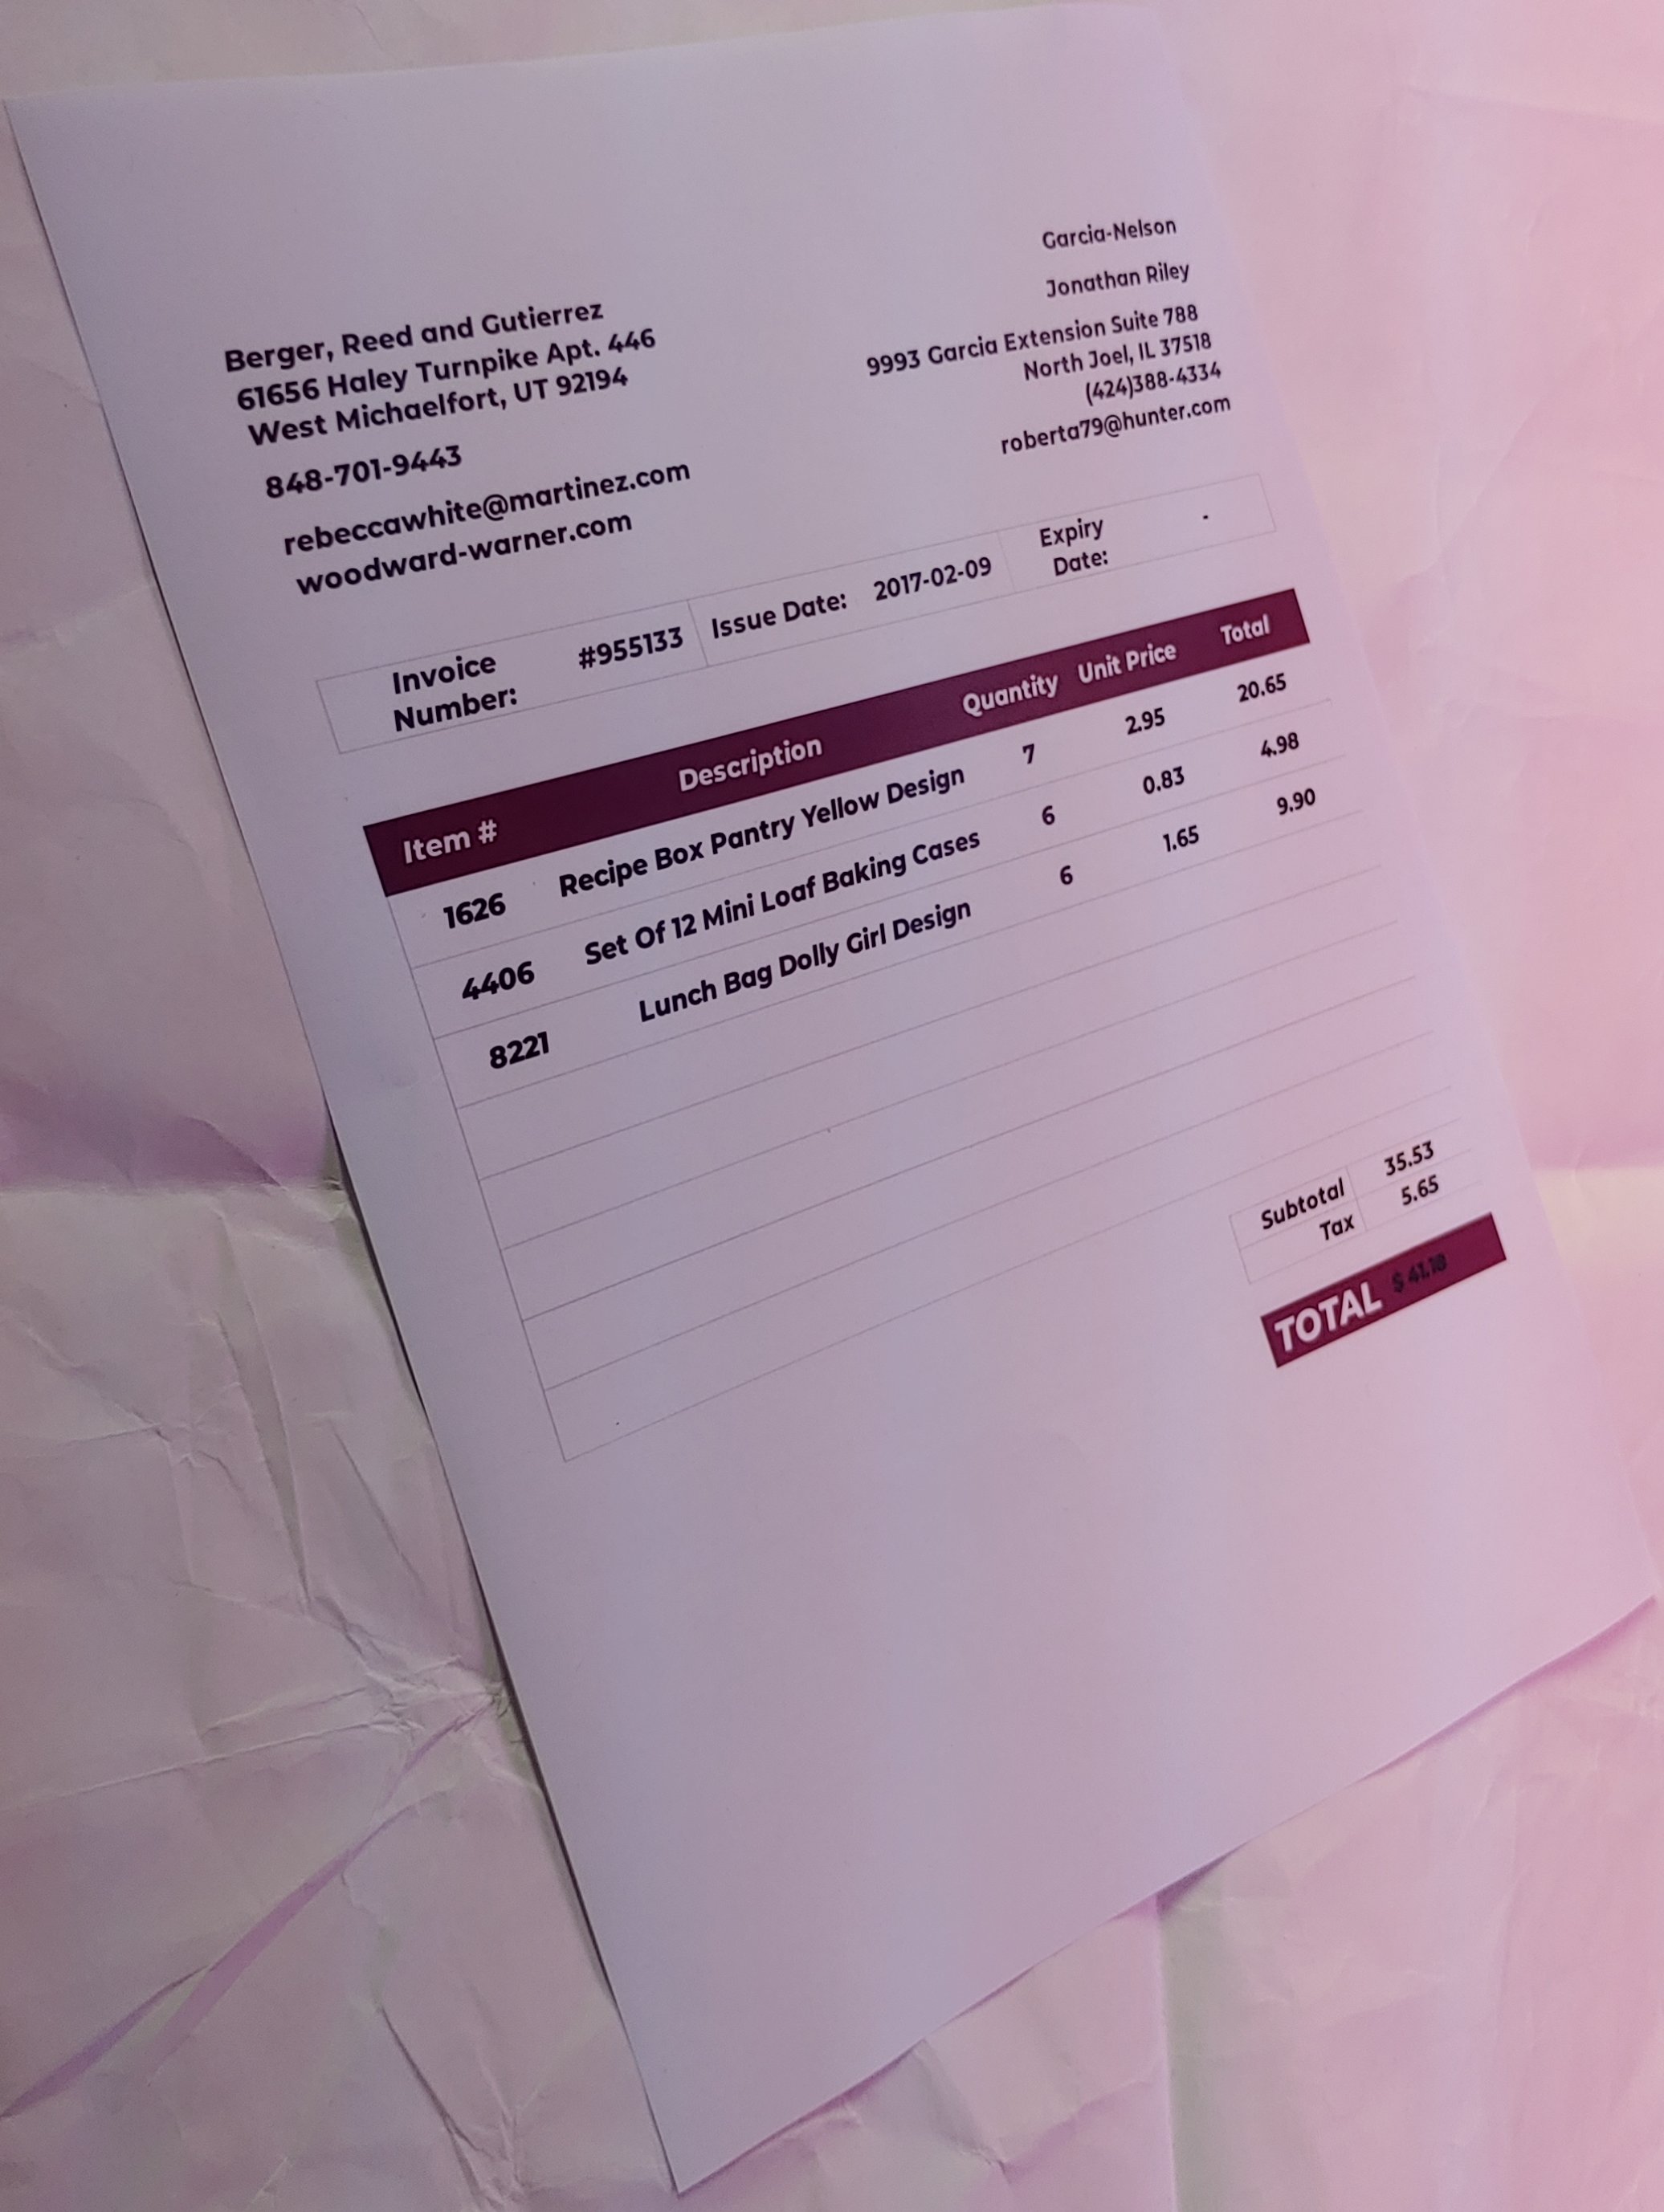 Garcia-Nelson
Jonathan Riley
9993 Garcia Extension Suite 788
North Joel, IL 37518
(424)388-4334
roberta79@hunter.com
Berger, Reed and Gutierrez
61656 Haley Turnpike Apt. 446
West Michaelfort, UT 92194
848-701-9443
rebeccawhite@martinez.com
woodward-warner.com
Invoice Number: #955133 Issue Date: 2017-02-09 Expiry Date: -
Item # Description Quantity Unit Price Total
1626 Recipe Box Pantry Yellow Design 7 2.95 20.65
4406 Set Of 12 Mini Loaf Baking Cases 6 0.83 4.98
8221 Lunch Bag Dolly Girl Design 6 1.65 9.90
Subtotal 35.53
Tax 5.65
TOTAL $ 41.18